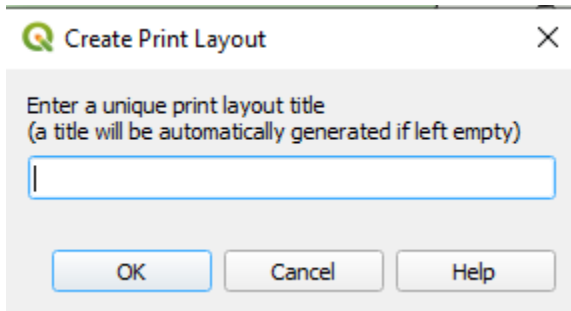 Create Print Layout
Enter a unique print layout title
(a title will be automatically generated if left empty)
OK Cancel Help